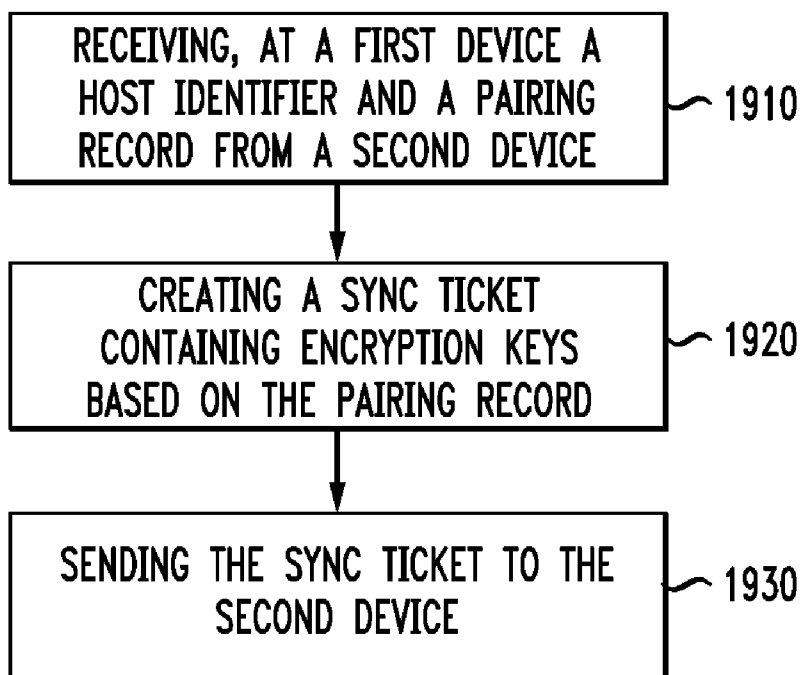 RECEIVING, AT A FIRST DEVICE A
HOST IDENTIFIER AND A PAIRING
RECORD FROM A SECOND DEVICE
1910
CREATING A SYNC TICKET
CONTAINING ENCRYPTION KEYS
BASED ON THE PAIRING RECORD
1920
SENDING THE SYNC TICKET TO THE
SECOND DEVICE
1930